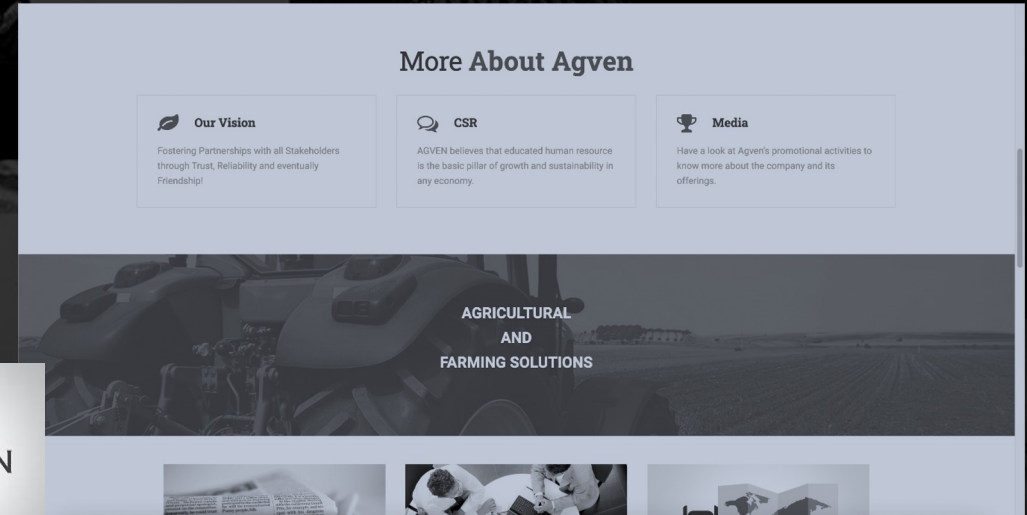 More About Agven
Our Vision
Fostering Partnerships with all Stakeholders
through Trust, Reliability and eventually
Friendship!
CSR
AGVEN believes that educated human resource
is the basic pillar of growth and sustainability in
any economy.
Media
Have a look at Agven's promotional activities to
know more about the company and its
offerings.
AGRICULTURAL
AND
FARMING SOLUTIONS
N